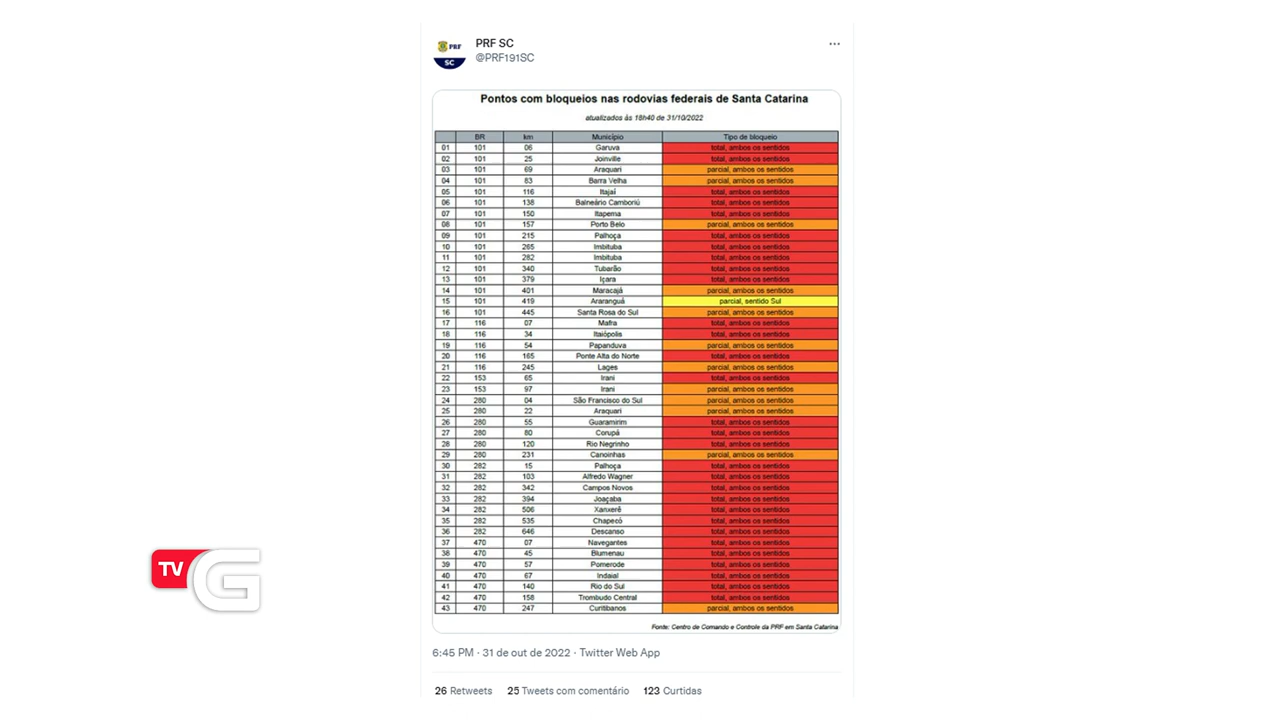 PRF SC
@PRF191SC
PRF
SC
Pontos com bloqueios nas rodovias federais de Santa Catarina
atualizados às 18h40 de 31/10/2022
BR km Município Tipo de bloqueio
01 101 06 Garuva total, ambos os sentidos
02 101 25 Joinville total, ambos os sentidos
03 101 69 Araquari parcial, ambos os sentidos
04 101 83 Barra Velha parcial, ambos os sentidos
05 101 116 Itajaí total, ambos os sentidos
06 101 138 Balneário Camboriú total, ambos os sentidos
07 101 150 Itapema total, ambos os sentidos
08 101 157 Porto Belo parcial, ambos os sentidos
09 101 215 Palhoça total, ambos os sentidos
10 101 265 Imbituba total, ambos os sentidos
11 101 282 Imbituba total, ambos os sentidos
12 101 340 Tubarão total, ambos os sentidos
13 101 379 Içara total, ambos os sentidos
14 101 401 Maracajá parcial, ambos os sentidos
15 101 419 Araranguá parcial, sentido Sul
16 101 445 Santa Rosa do Sul parcial, ambos os sentidos
17 116 07 Mafra total, ambos os sentidos
18 116 34 Itaiópolis total, ambos os sentidos
19 116 54 Papanduva parcial, ambos os sentidos
20 116 165 Ponte Alta do Norte total, ambos os sentidos
21 116 245 Lages parcial, ambos os sentidos
22 153 65 Irani total, ambos os sentidos
23 153 97 Irani parcial, ambos os sentidos
24 280 04 São Francisco do Sul parcial, ambos os sentidos
25 280 22 Araquari parcial, ambos os sentidos
26 280 55 Guaramirim total, ambos os sentidos
27 280 80 Corupá total, ambos os sentidos
28 280 120 Rio Negrinho total, ambos os sentidos
29 280 231 Canoinhas parcial, ambos os sentidos
30 282 15 Palhoça total, ambos os sentidos
31 282 103 Alfredo Wagner total, ambos os sentidos
32 282 342 Campos Novos total, ambos os sentidos
33 282 394 Joaçaba total, ambos os sentidos
34 282 506 Xanxerê total, ambos os sentidos
35 282 535 Chapecó total, ambos os sentidos
36 282 646 Descanso total, ambos os sentidos
37 470 07 Navegantes total, ambos os sentidos
38 470 45 Blumenau total, ambos os sentidos
39 470 57 Pomerode total, ambos os sentidos
40 470 67 Indaial total, ambos os sentidos
41 470 140 Rio do Sul total, ambos os sentidos
42 470 158 Trombudo Central total, ambos os sentidos
43 470 247 Curitibanos parcial, ambos os sentidos
Fonte: Centro de Comando e Controle da PRF em Santa Catarina
6:45 PM · 31 de out de 2022 · Twitter Web App
26 Retweets 25 Tweets com comentário 123 Curtidas
TV G